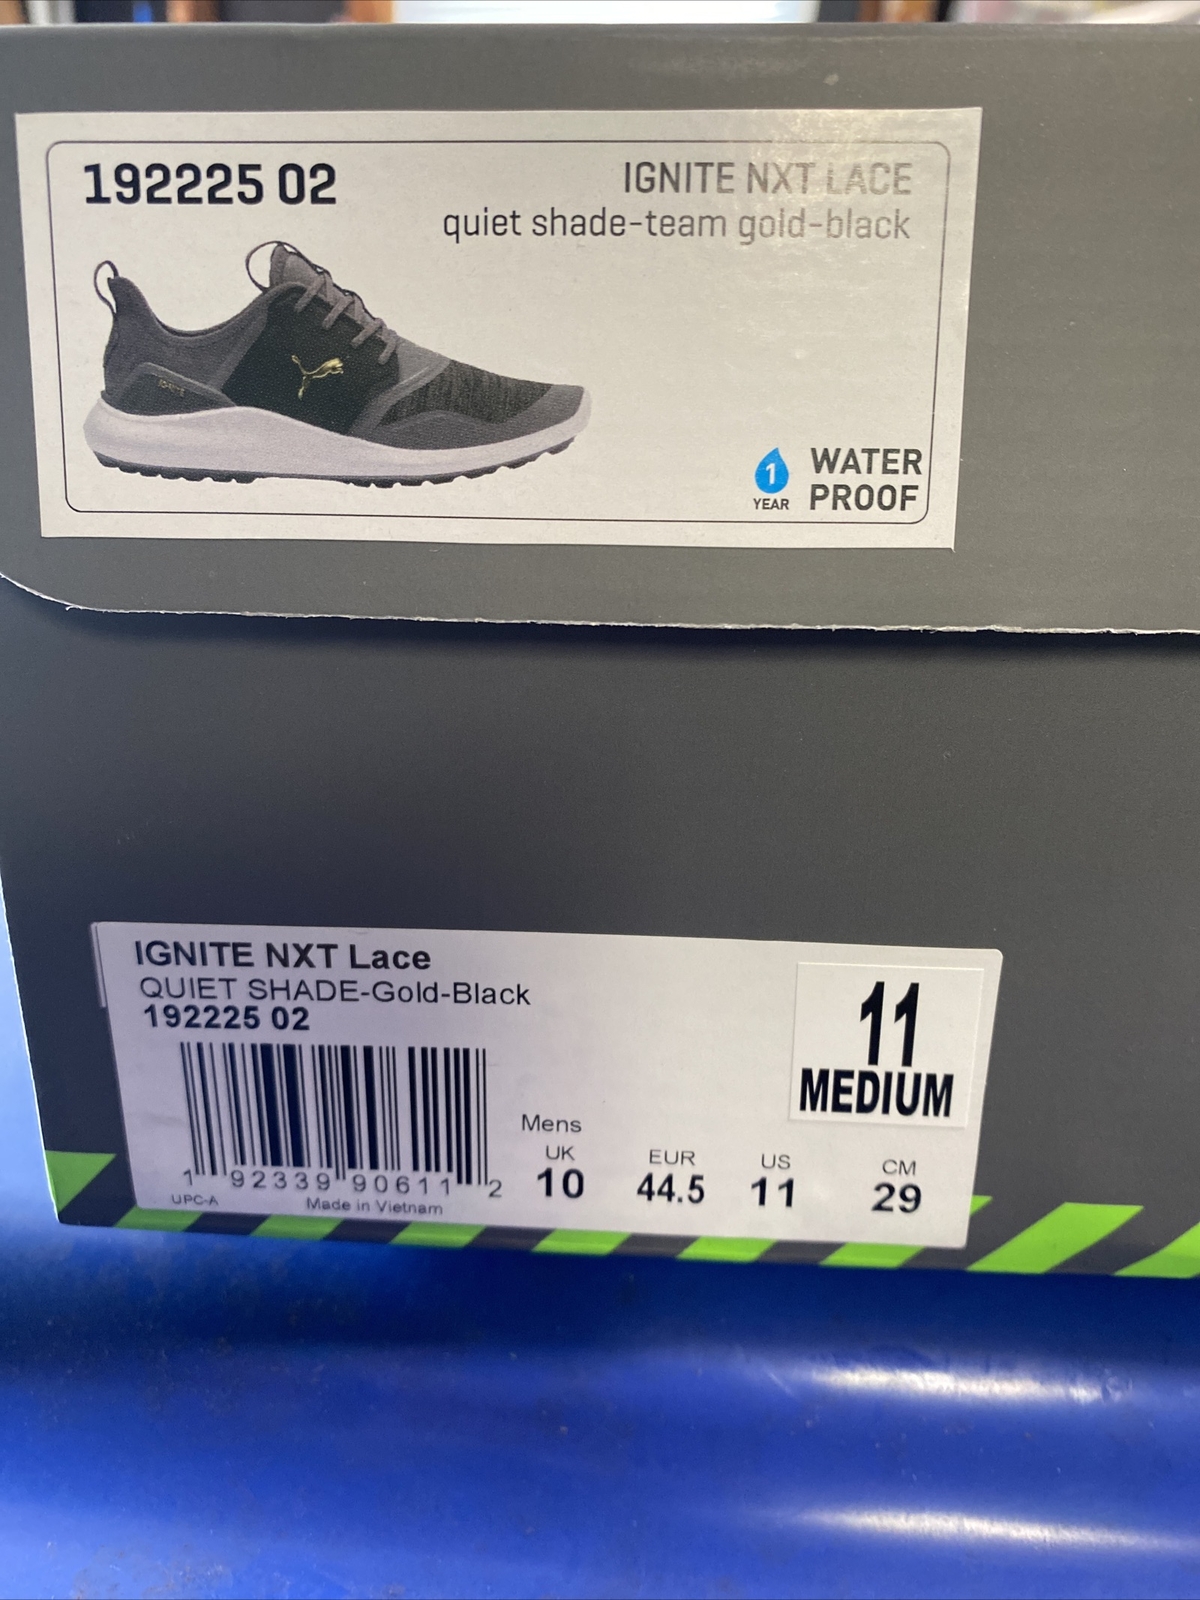 192225 02
IGNITE NXT LACE
quiet shade-team gold-black
IGNITE
1
YEAR
WATER
PROOF
IGNITE NXT Lace
QUIET SHADE-Gold-Black
192225 02
11
MEDIUM
1 92339 90611 2
UPC-A
Made in Vietnam
Mens
UK EUR US CM
10 44.5 11 29